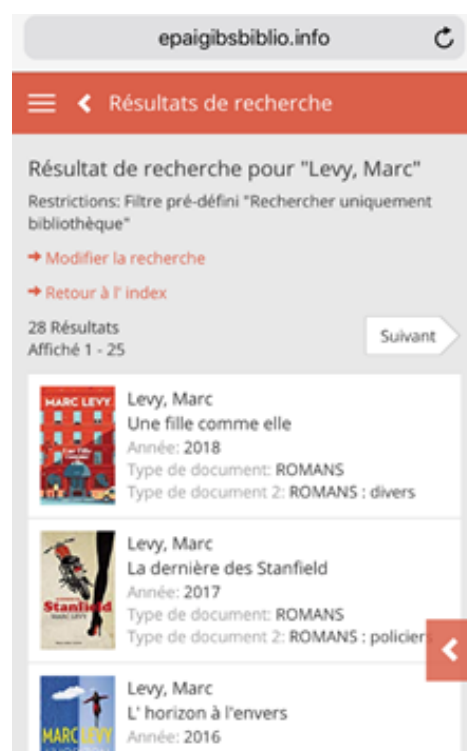 epaigibsbiblio.info
Résultats de recherche
Résultat de recherche pour "Levy, Marc"
Restrictions: Filtre pré-défini "Rechercher uniquement
bibliothèque"
➜ Modifier la recherche
➜ Retour à l' index
28 Résultats
Affiché 1 - 25
Suivant
MARC LEVY
Levy, Marc
Une fille comme elle
Année: 2018
Type de document: ROMANS
Type de document 2: ROMANS : divers
Stanfield
MARC LEVY
Levy, Marc
La dernière des Stanfield
Année: 2017
Type de document: ROMANS
Type de document 2: ROMANS : policier
MARC LEVY
Levy, Marc
L' horizon à l'envers
Année: 2016